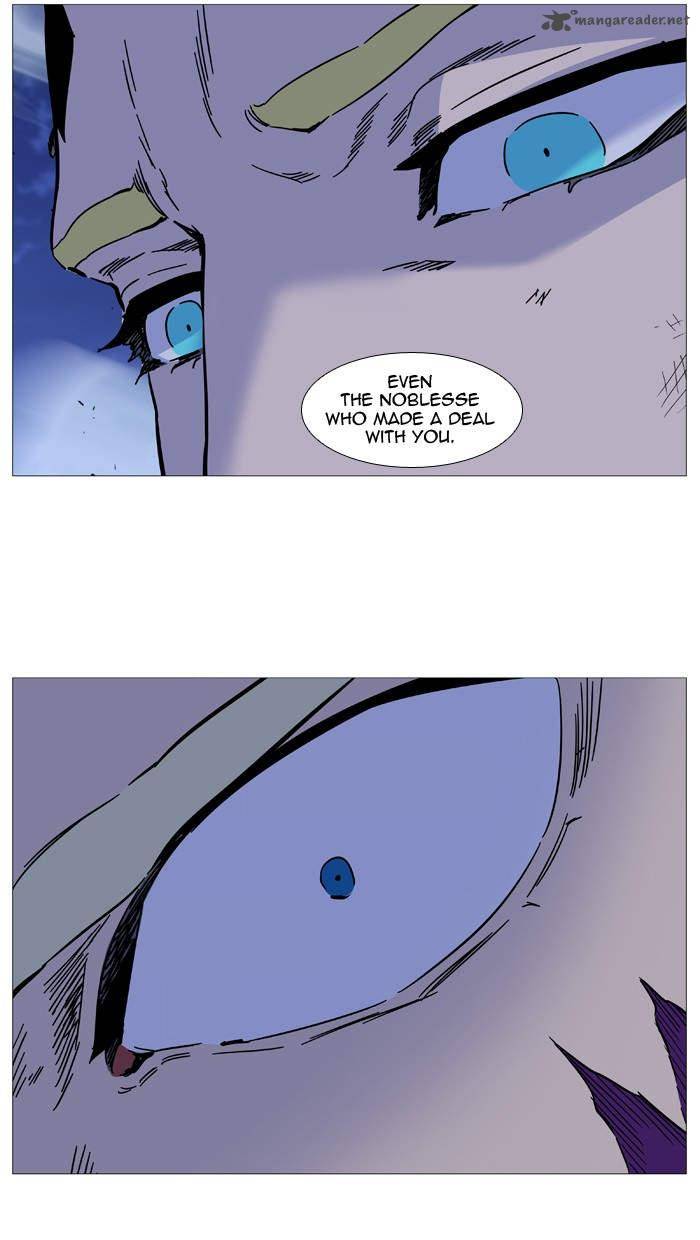 mangareader.net
EVEN
THE NOBLESSE
WHO MADE A DEAL
WITH YOU.